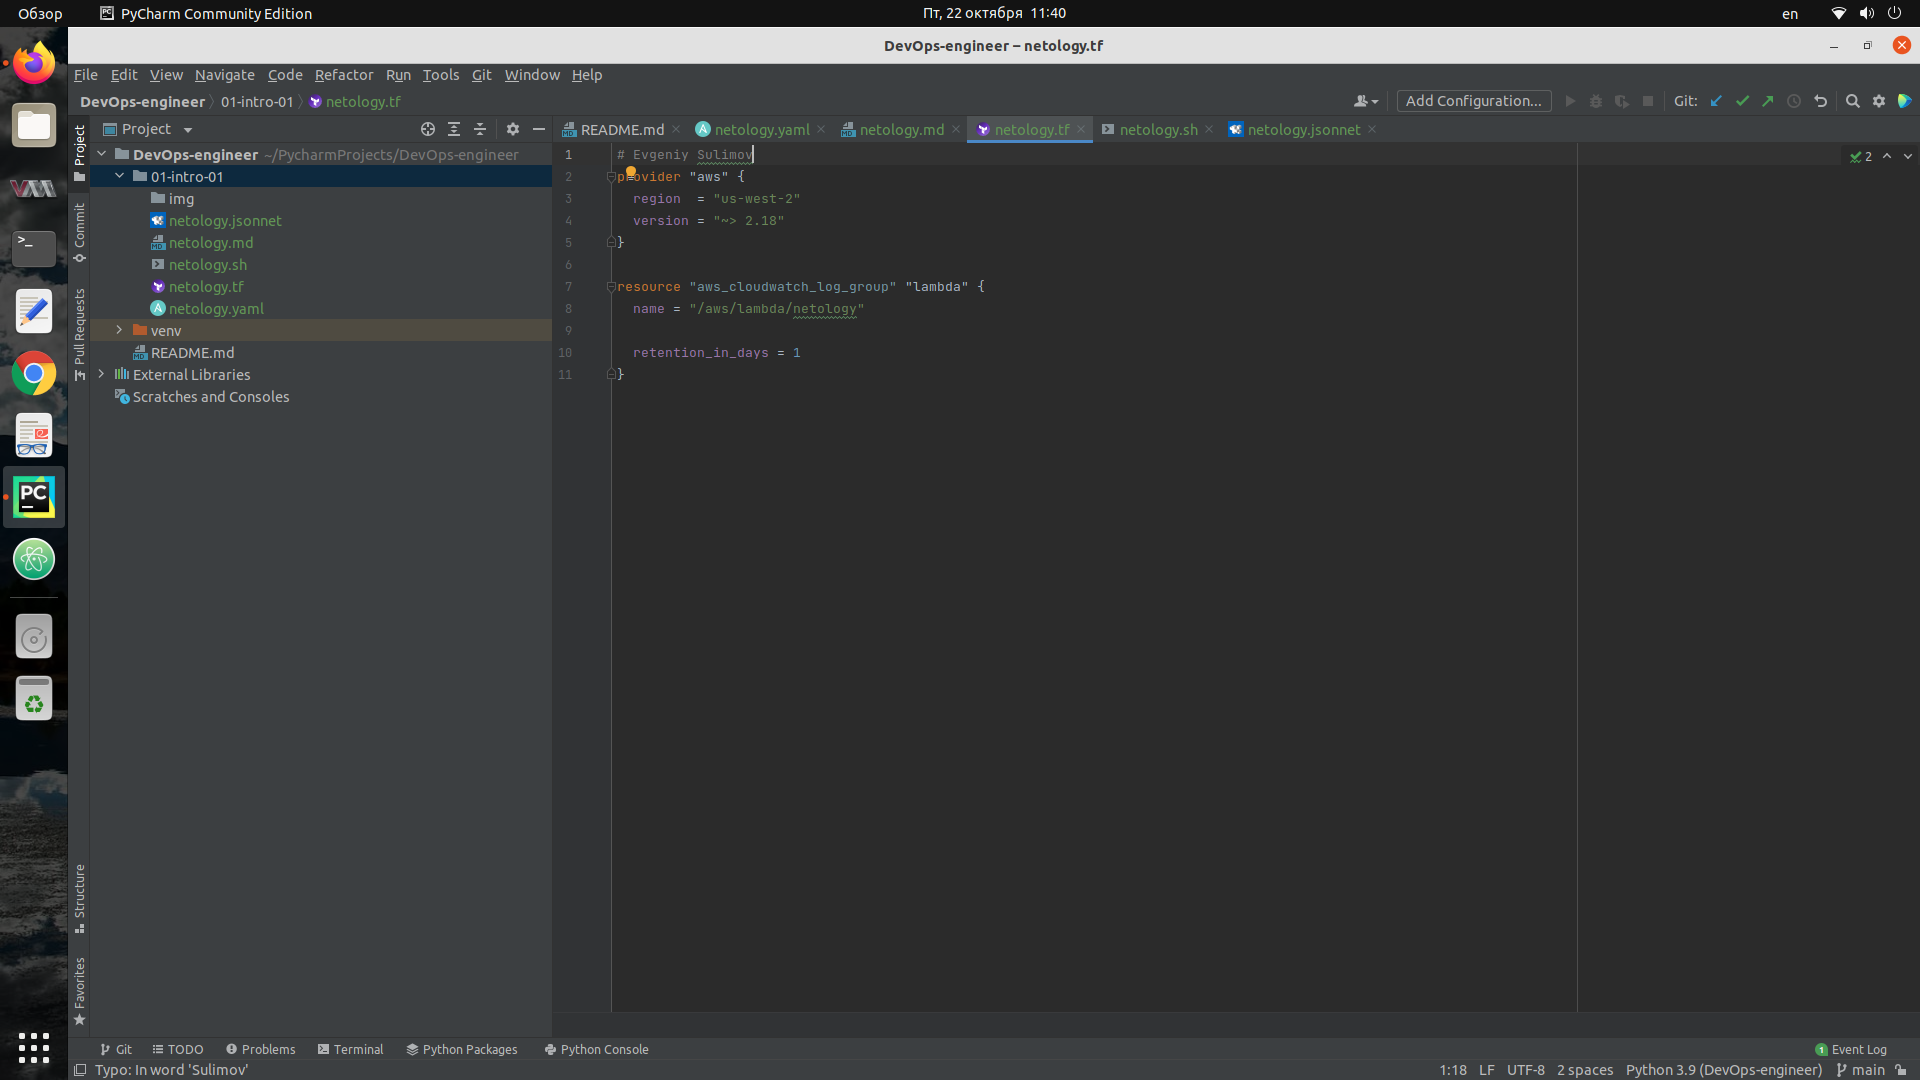 Обзор PyCharm Community Edition Пт, 22 октября 11:40 en
DevOps-engineer – netology.tf
File Edit View Navigate Code Refactor Run Tools Git Window Help
DevOps-engineer 01-intro-01 netology.tf Add Configuration... Git:
Project README.md netology.yaml netology.md netology.tf netology.sh netology.jsonnet
Project
Commit
Pull Requests
Structure
Favorites
DevOps-engineer ~/PycharmProjects/DevOps-engineer
01-intro-01
img
netology.jsonnet
netology.md
netology.sh
netology.tf
netology.yaml
venv
README.md
External Libraries
Scratches and Consoles
1 # Evgeniy Sulimov 2
2 provider "aws" {
3 region = "us-west-2"
4 version = "~> 2.18"
5 }
6
7 resource "aws_cloudwatch_log_group" "lambda" {
8 name = "/aws/lambda/netology"
9
10 retention_in_days = 1
11 }
PC
Git TODO Problems Terminal Python Packages Python Console 1 Event Log
Typo: In word 'Sulimov' 1:18 LF UTF-8 2 spaces Python 3.9 (DevOps-engineer) main